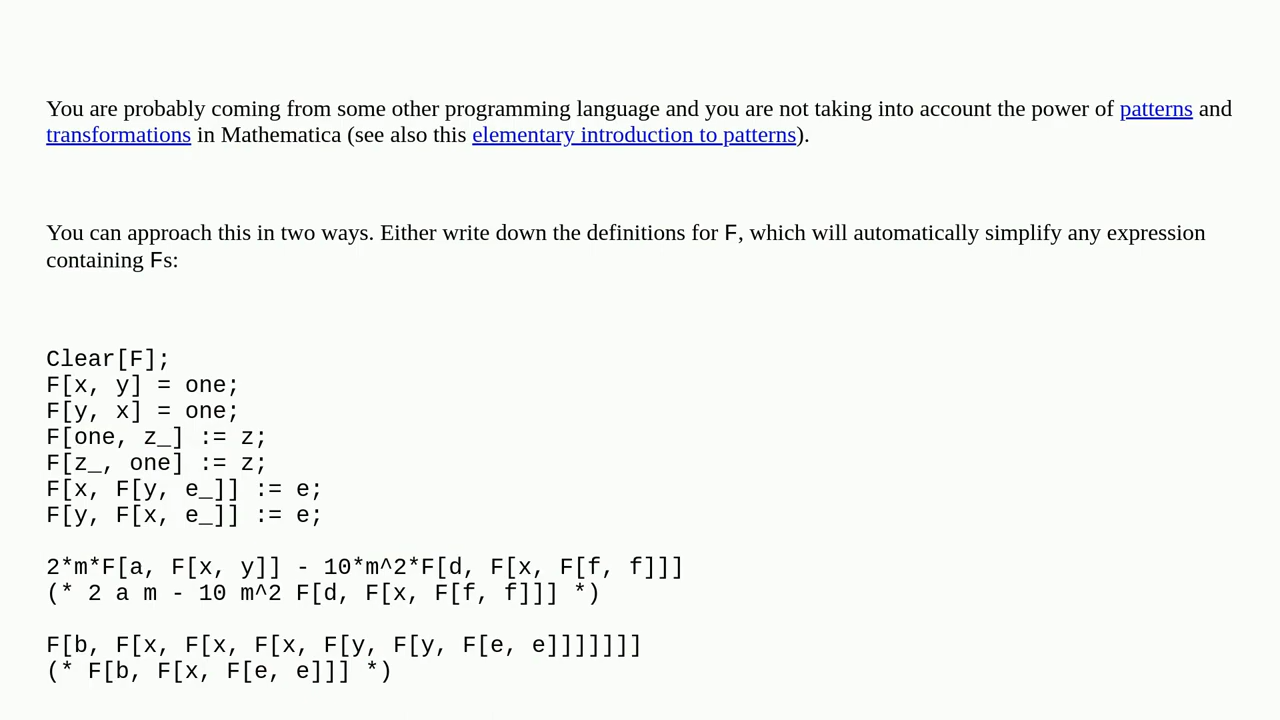 You are probably coming from some other programming language and you are not taking into account the power of patterns and
transformations in Mathematica (see also this elementary introduction to patterns).
You can approach this in two ways. Either write down the definitions for F, which will automatically simplify any expression
containing Fs:
Clear[F];
F[x, y] = one;
F[y, x] = one;
F[one, z_] := z;
F[z_, one] := z;
F[x, F[y, e_]] := e;
F[y, F[x, e_]] := e;
2*m*F[a, F[x, y]] - 10*m^2*F[d, F[x, F[f, f]]]
(* 2 a m - 10 m^2 F[d, F[x, F[f, f]]] *)
F[b, F[x, F[x, F[x, F[y, F[y, F[e, e]]]]]]]
(* F[b, F[x, F[e, e]]] *)